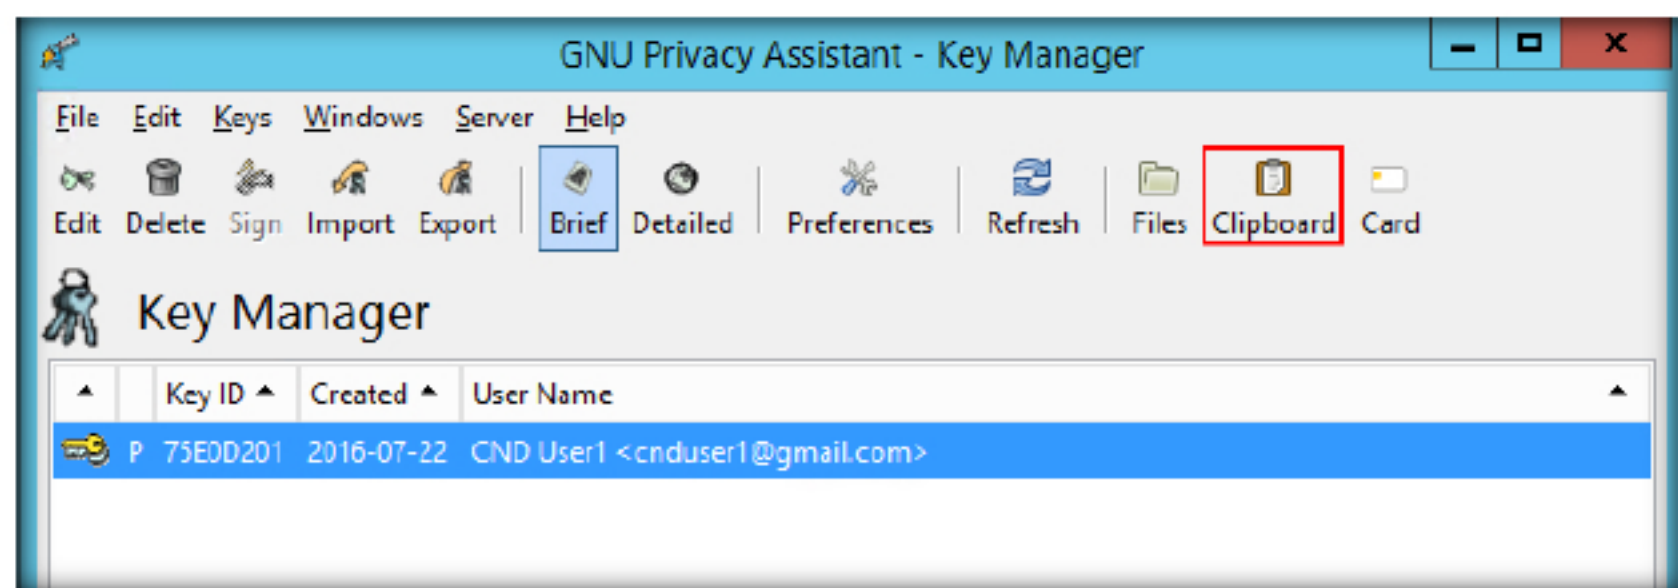 GNU Privacy Assistant - Key Manager
File Edit Keys Windows Server Help
Edit Delete Sign Import Export Brief Detailed Preferences Refresh Files Clipboard Card
Key Manager
Key ID Created User Name
P 75E0D201 2016-07-22 CND User1 <cnduser1@gmail.com>